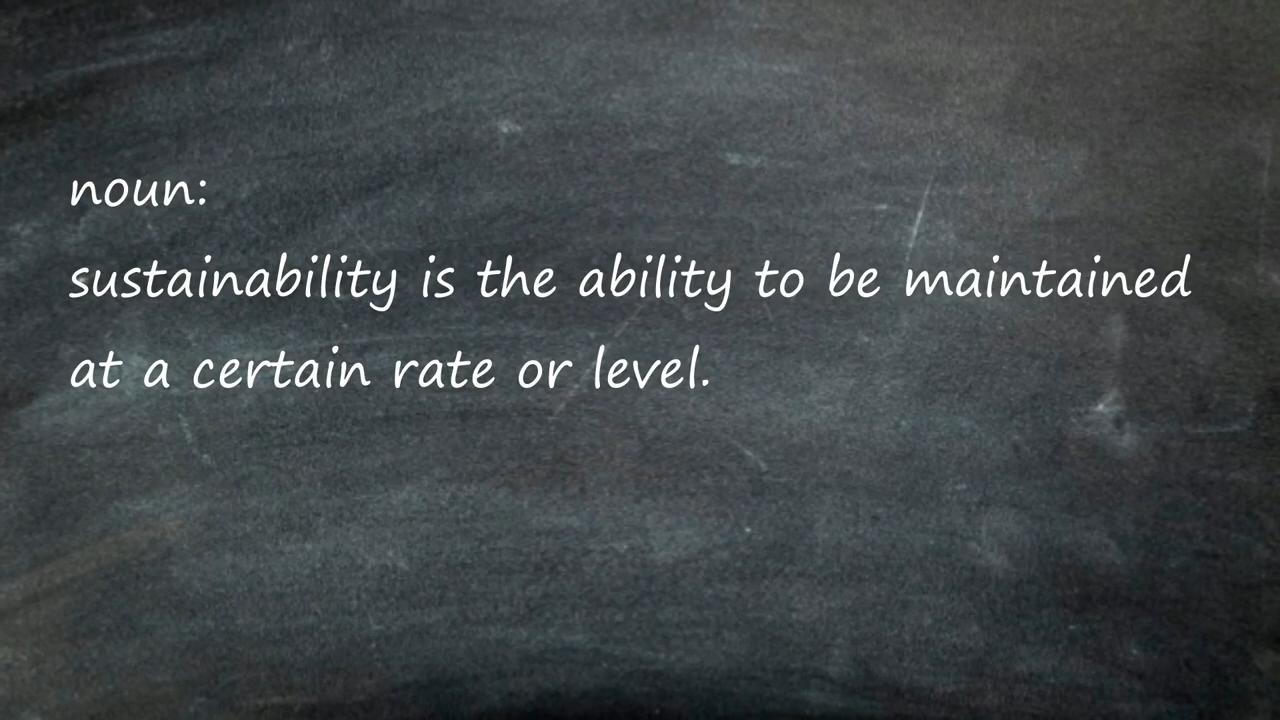 noun:
sustainability is the ability to be maintained
at a certain rate or level.